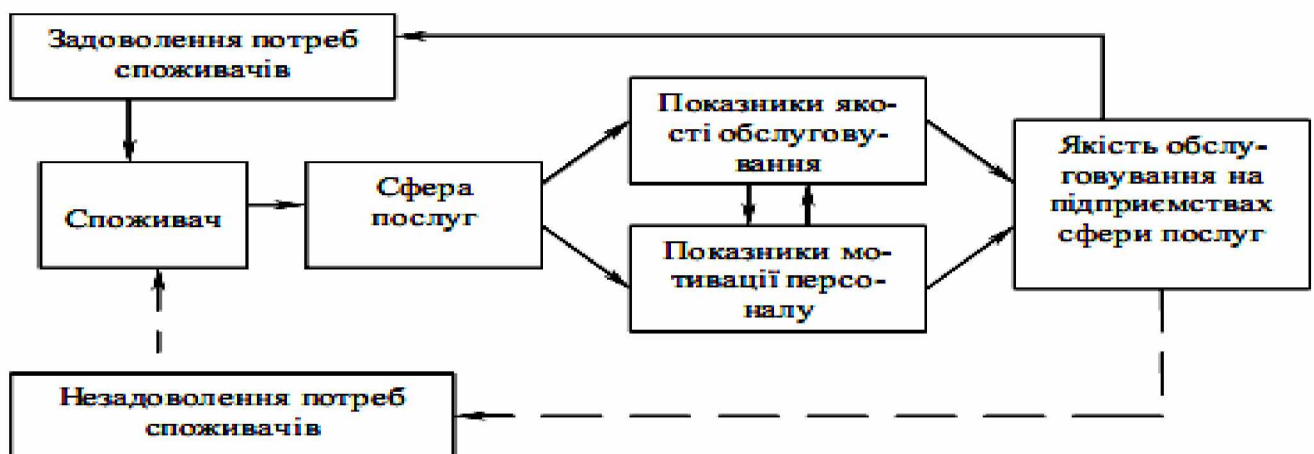 Задоволення потреб
споживачів
Показники яко-
сті обслугову-
вання
Якість обслу-
говування на
підприємствах
сфери послуг
Споживач
Сфера
послуг
Показники мо-
тивації персо-
налу
Незадоволення потреб
споживачів